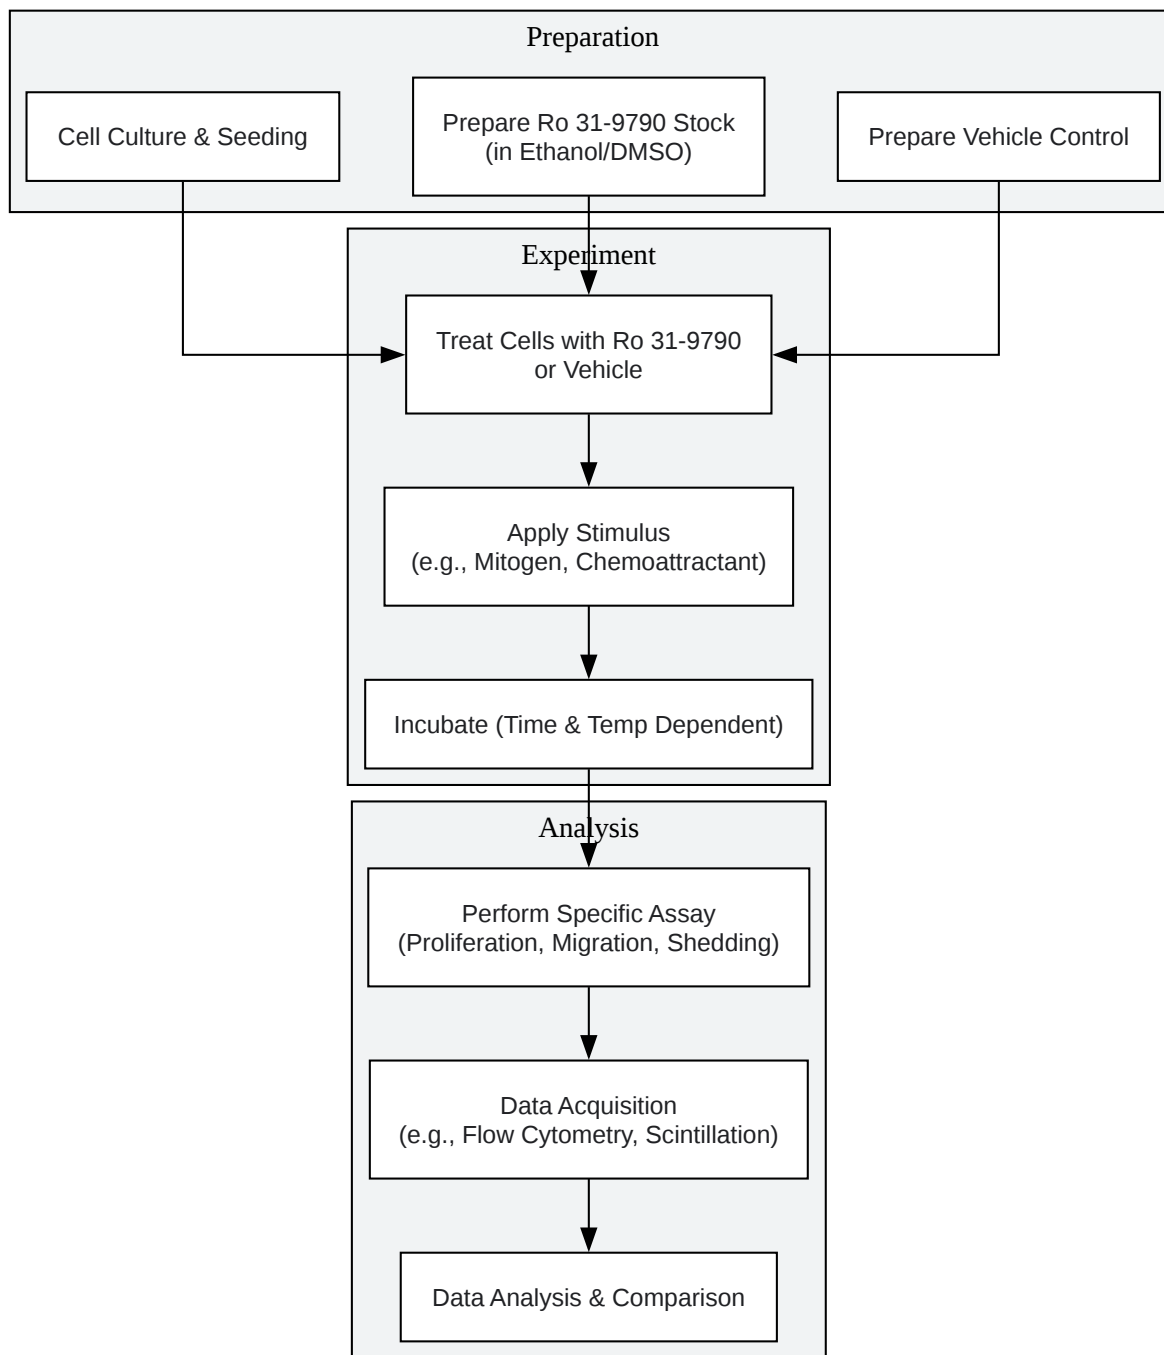 Preparation
Cell Culture & Seeding
Prepare Ro 31-9790 Stock
(in Ethanol/DMSO)
Prepare Vehicle Control
Experiment
Treat Cells with Ro 31-9790
or Vehicle
Apply Stimulus
(e.g., Mitogen, Chemoattractant)
Incubate (Time & Temp Dependent)
Analysis
Perform Specific Assay
(Proliferation, Migration, Shedding)
Data Acquisition
(e.g., Flow Cytometry, Scintillation)
Data Analysis & Comparison